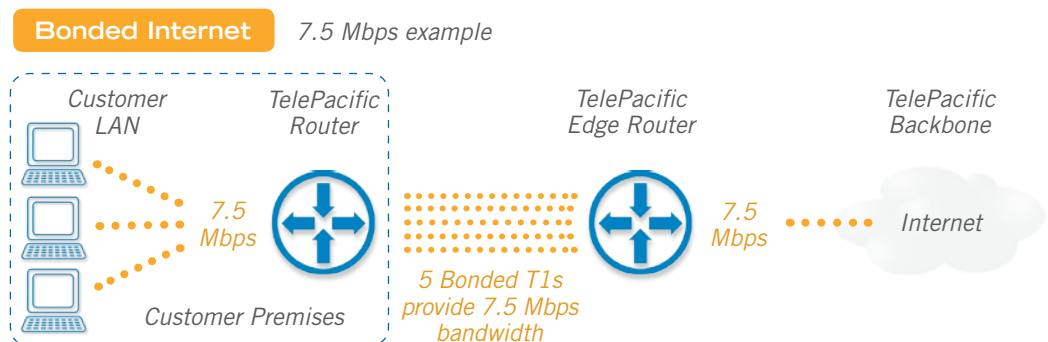 Bonded Internet
7.5 Mbps example
Customer
LAN
TelePacific
Router
TelePacific
Edge Router
TelePacific
Backbone
7.5
Mbps
7.5
Mbps
Internet
5 Bonded T1s
provide 7.5 Mbps
bandwidth
Customer Premises